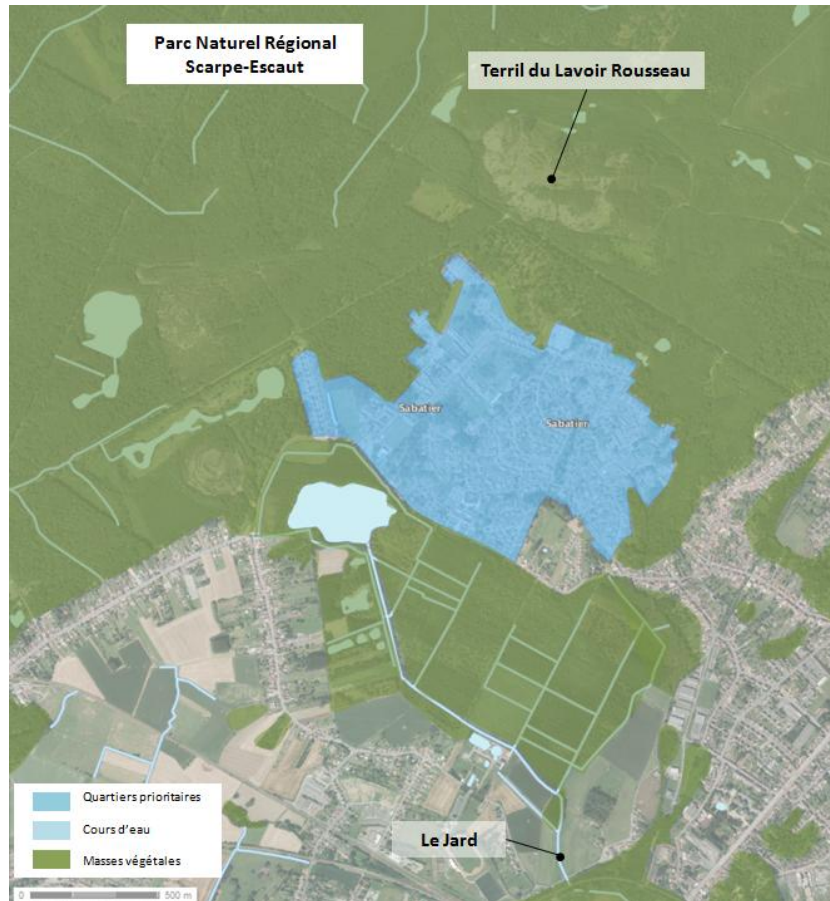 Parc Naturel Régional
Scarpe-Escaut
Terril du Lavoir Rousseau
Sabatier
Sabatier
Quartiers prioritaires
Cours d'eau
Masses végétales
Le Jard
0 500 m